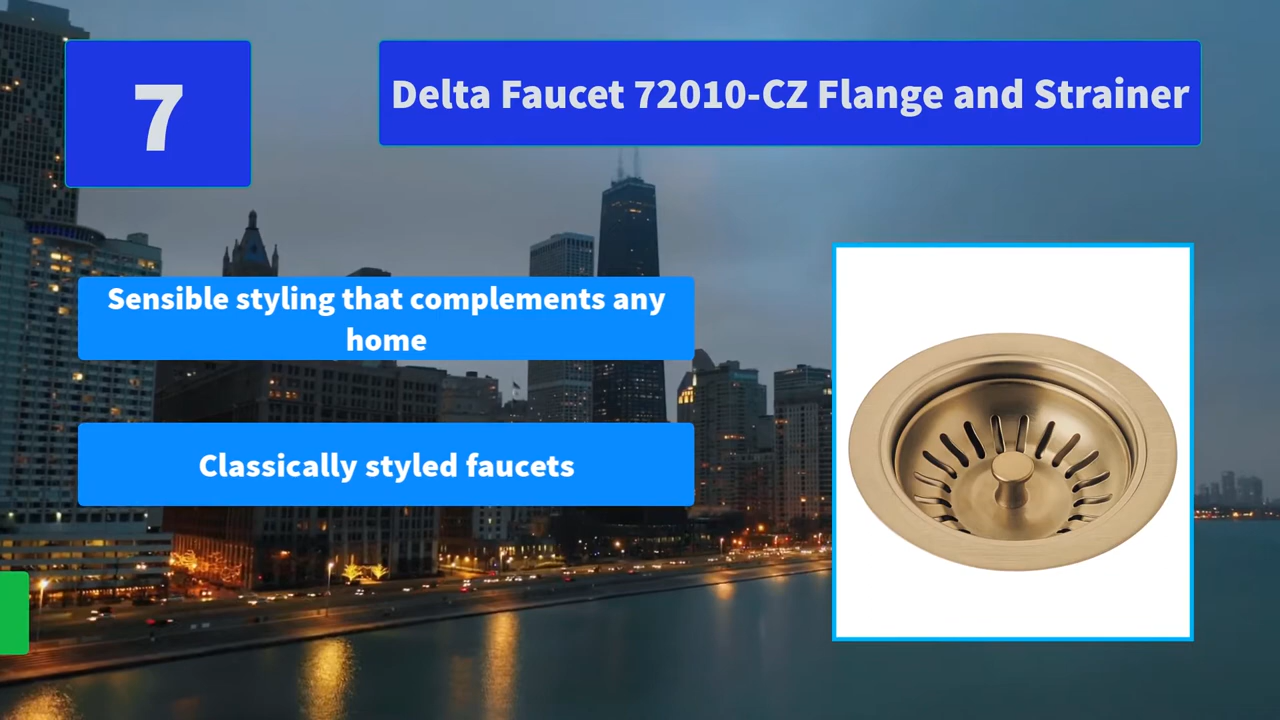 7
Delta Faucet 72010-CZ Flange and Strainer
Sensible styling that complements any
home
Classically styled faucets